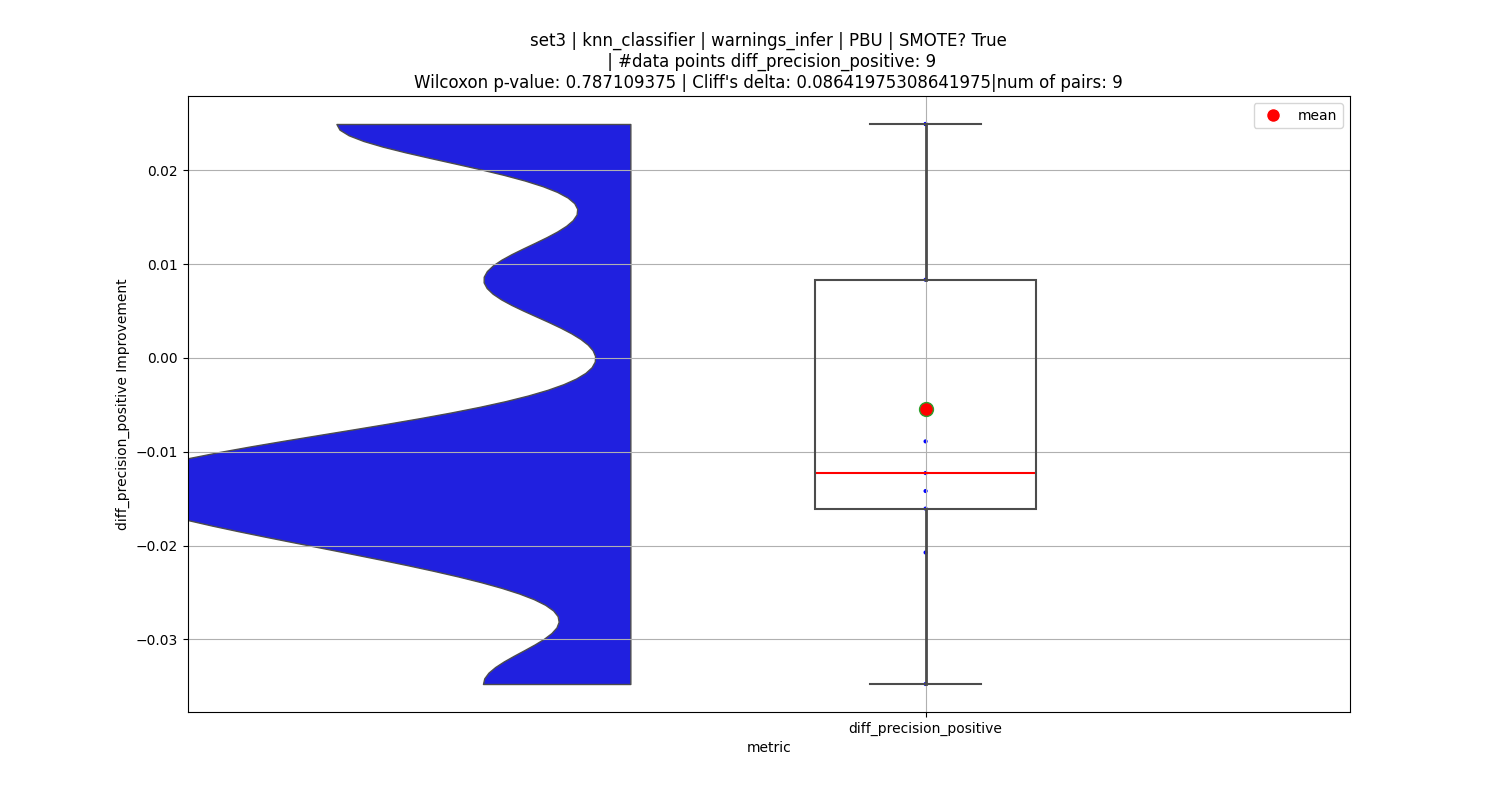 set3 | knn_classifier | warnings_infer | PBU | SMOTE? True
| #data points diff_precision_positive: 9
Wilcoxon p-value: 0.787109375 | Cliff's delta: 0.08641975308641975|num of pairs: 9
mean
0.02
0.01
0.00
−0.01
−0.02
−0.03
diff_precision_positive Improvement
diff_precision_positive
metric